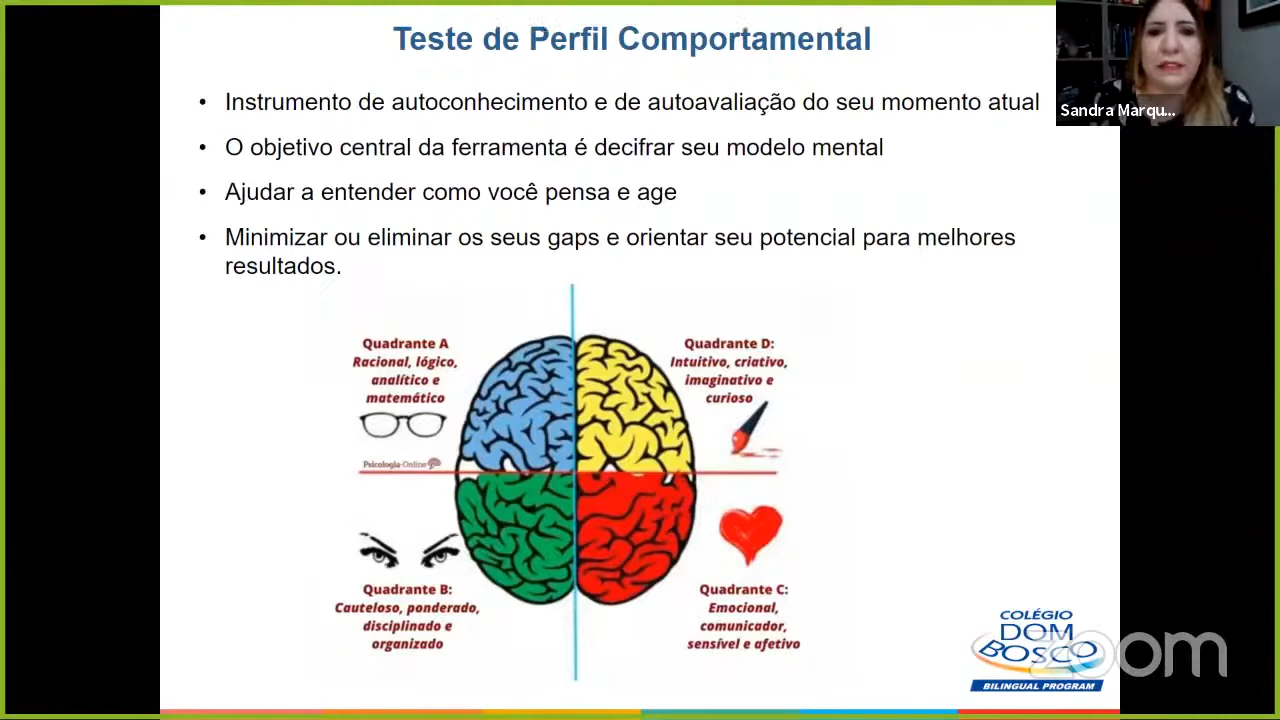 Teste de Perfil Comportamental
Sandra Marqu...
• Instrumento de autoconhecimento e de autoavaliação do seu momento atual
• O objetivo central da ferramenta é decifrar seu modelo mental
• Ajudar a entender como você pensa e age
• Minimizar ou eliminar os seus gaps e orientar seu potencial para melhores
resultados.
Quadrante A
Racional, lógico,
analítico e
matemático
Psicología-Online
Quadrante D:
Intuitivo, criativo,
imaginativo e
curioso
Quadrante B:
Cauteloso, ponderado,
disciplinado e
organizado
Quadrante C:
Emocional,
comunicador,
sensível e afetivo
COLÉGIO
DOM
BOSCO
BILINGUAL PROGRAM
zoom